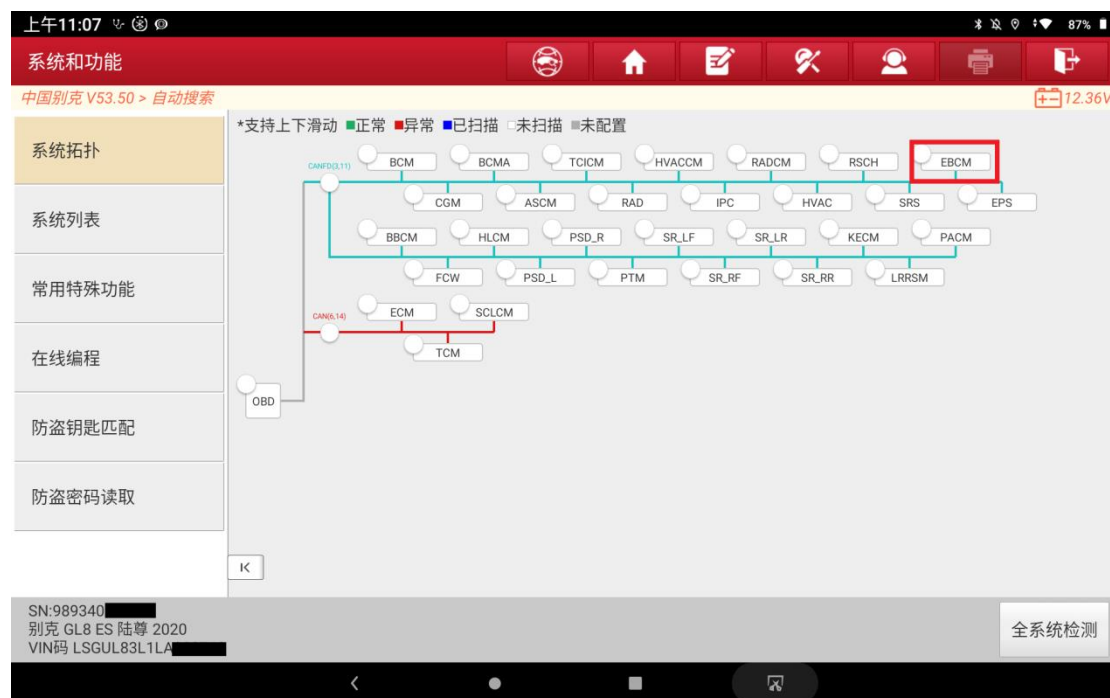 上午11:07
87%
系统和功能
中国别克 V53.50 > 自动搜索
12.36V
系统拓扑
系统列表
常用特殊功能
在线编程
防盗钥匙匹配
防盗密码读取
*支持上下滑动 ■正常 ■异常 ■已扫描 □未扫描 ■未配置
CANFD(3,11)
BCM BCMA TCICM HVACCM RADCM RSCH EBCM
CGM ASCM RAD IPC HVAC SRS EPS
BBCM HLCM PSD_R SR_LF SR_LR KECM PACM
FCW PSD_L PTM SR_RF SR_RR LRRSM
CAN(6,14)
ECM SCLCM
TCM
OBD
SN:989340
别克 GL8 ES 陆尊 2020
VIN码 LSGUL83L1LA
全系统检测